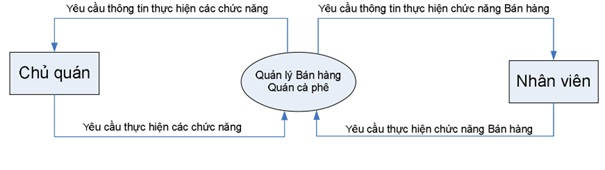 Yêu cầu thông tin thực hiện các chức năng
Yêu cầu thông tin thực hiện chức năng Bán hàng
Chủ quán
Quản lý Bán hàng
Quán cà phê
Nhân viên
Yêu cầu thực hiện các chức năng
Yêu cầu thực hiện chức năng Bán hàng